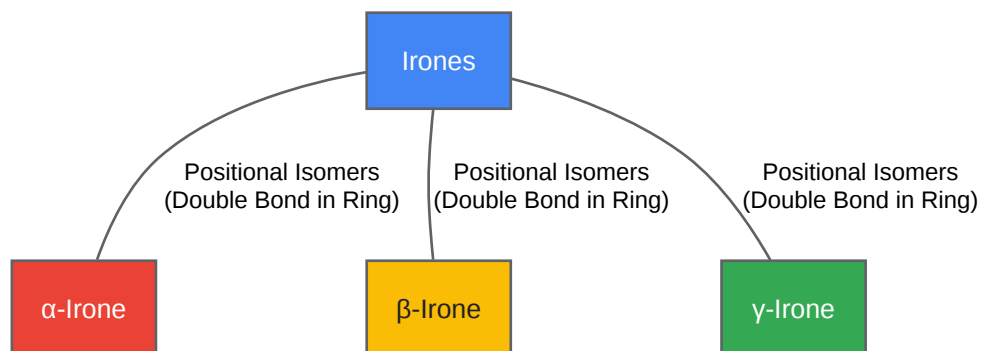 Irones
Positional Isomers
(Double Bond in Ring)
Positional Isomers
(Double Bond in Ring)
Positional Isomers
(Double Bond in Ring)
α-Irone
β-Irone
γ-Irone